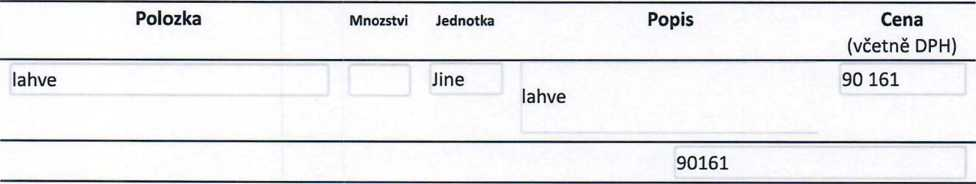 Polozka Mnozstvi Jednotka Popis Cena
(včetně DPH)
lahve Jine lahve 90 161
90161